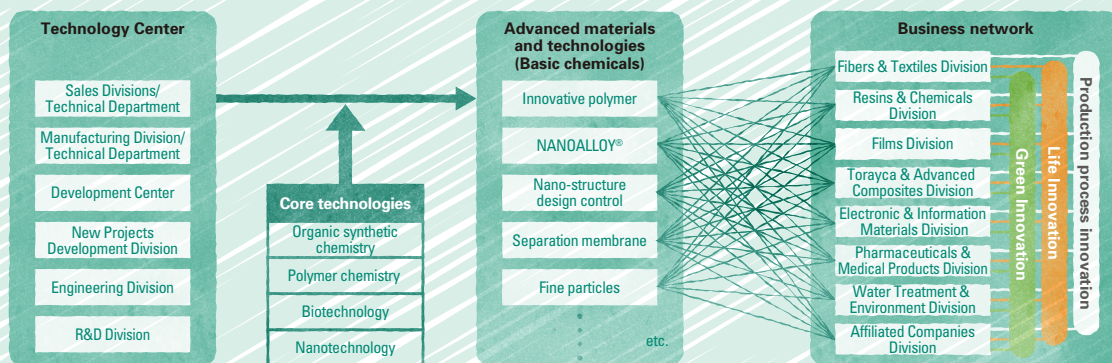 Technology Center
Sales Divisions/
Technical Department
Manufacturing Division/
Technical Department
Development Center
New Projects
Development Division
Engineering Division
R&D Division
Core technologies
Organic synthetic
chemistry
Polymer chemistry
Biotechnology
Nanotechnology
Advanced materials
and technologies
(Basic chemicals)
Innovative polymer
NANOALLOY®
Nano-structure
design control
Separation membrane
Fine particles
etc.
Business network
Fibers & Textiles Division
Resins & Chemicals
Division
Films Division
Torayca & Advanced
Composites Division
Electronic & Information
Materials Division
Pharmaceuticals &
Medical Products Division
Water Treatment &
Environment Division
Affiliated Companies
Division
Green Innovation
Life Innovation
Production process innovation